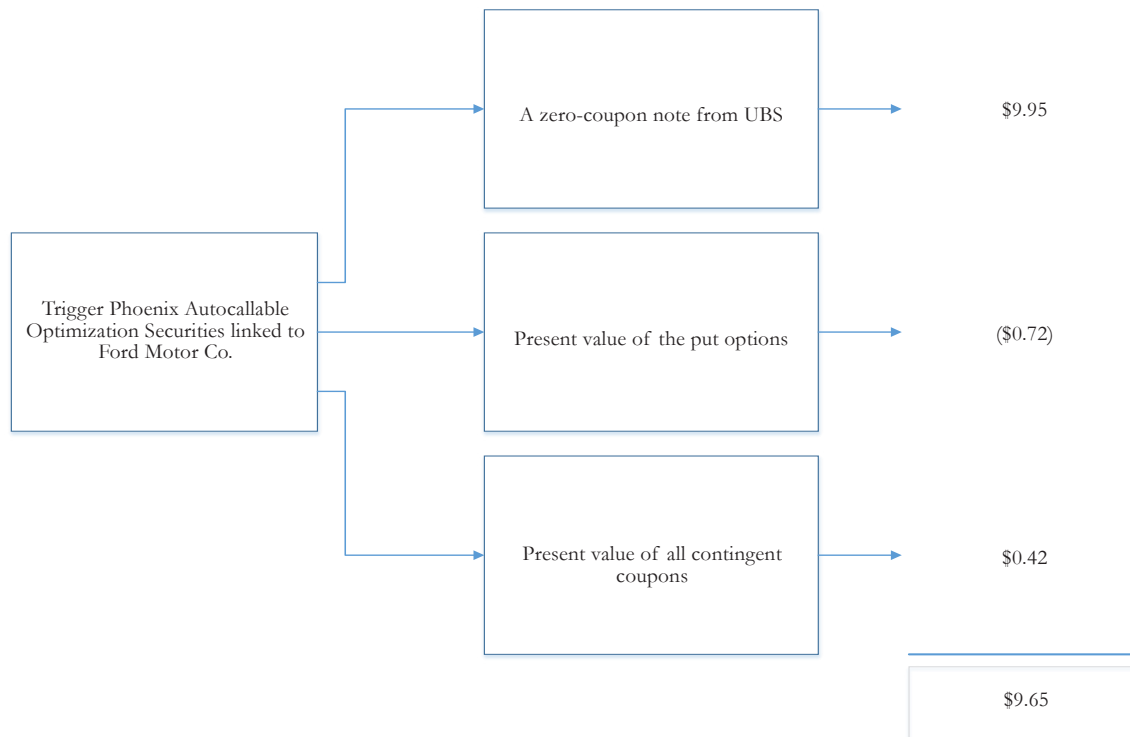 A zero-coupon note from UBS
$9.95
Trigger Phoenix Autocallable
Optimization Securities linked to
Ford Motor Co.
Present value of the put options
($0.72)
Present value of all contingent
coupons
$0.42
$9.65